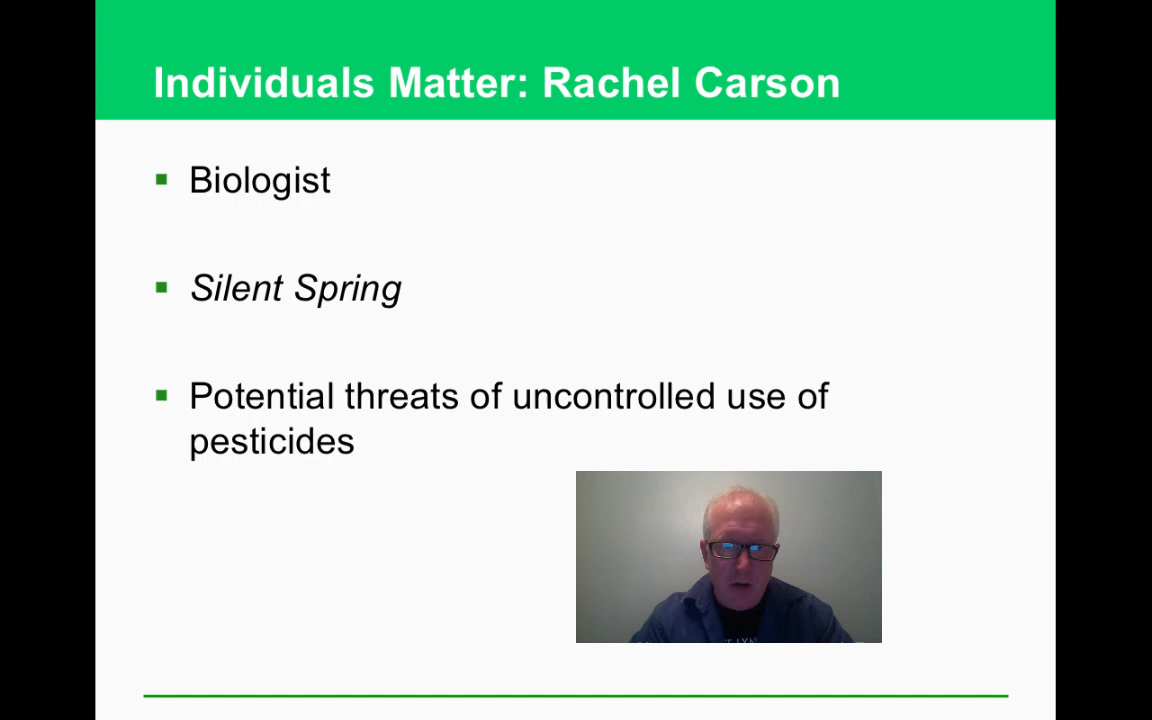 Individuals Matter: Rachel Carson
Biologist
Silent Spring
Potential threats of uncontrolled use of
pesticides